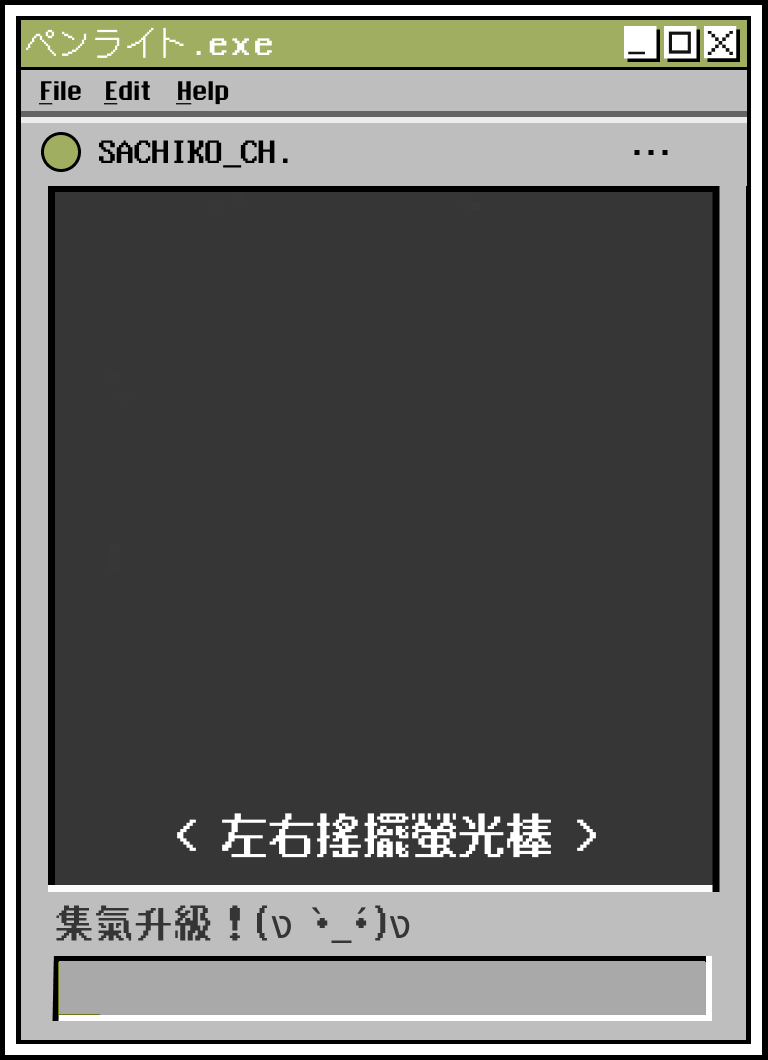 ペンライト.exe
File Edit Help
SACHIKO_CH. ...
< 左右搖擺螢光棒 >
集氣升級！(ง •̀_•́)ง